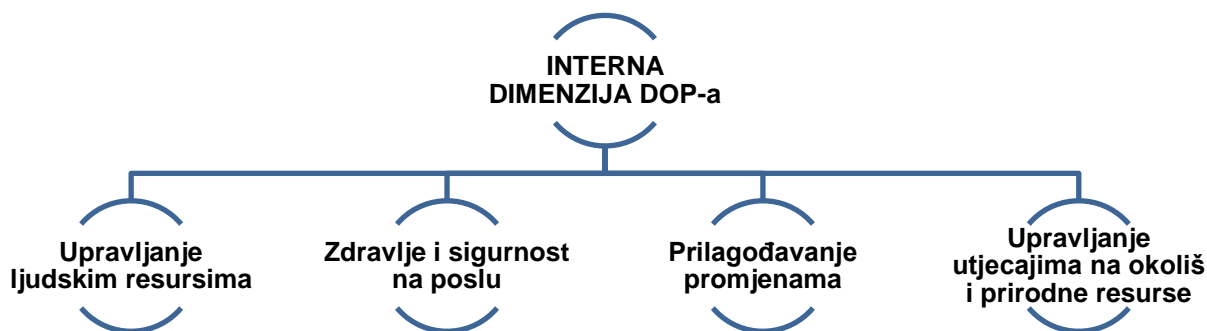 INTERNA
DIMENZIJA DOP-a
Upravljanje
ljudskim resursima
Zdravlje i sigurnost
na poslu
Prilagođavanje
promjenama
Upravljanje
utjecajima na okoliš
i prirodne resurse